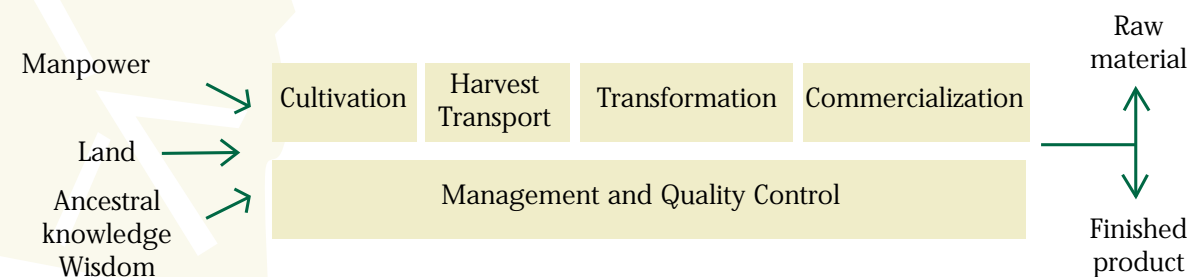 Manpower
Land
Ancestral
knowledge
Wisdom
Cultivation
Harvest
Transport
Transformation
Commercialization
Management and Quality Control
Raw
material
Finished
product